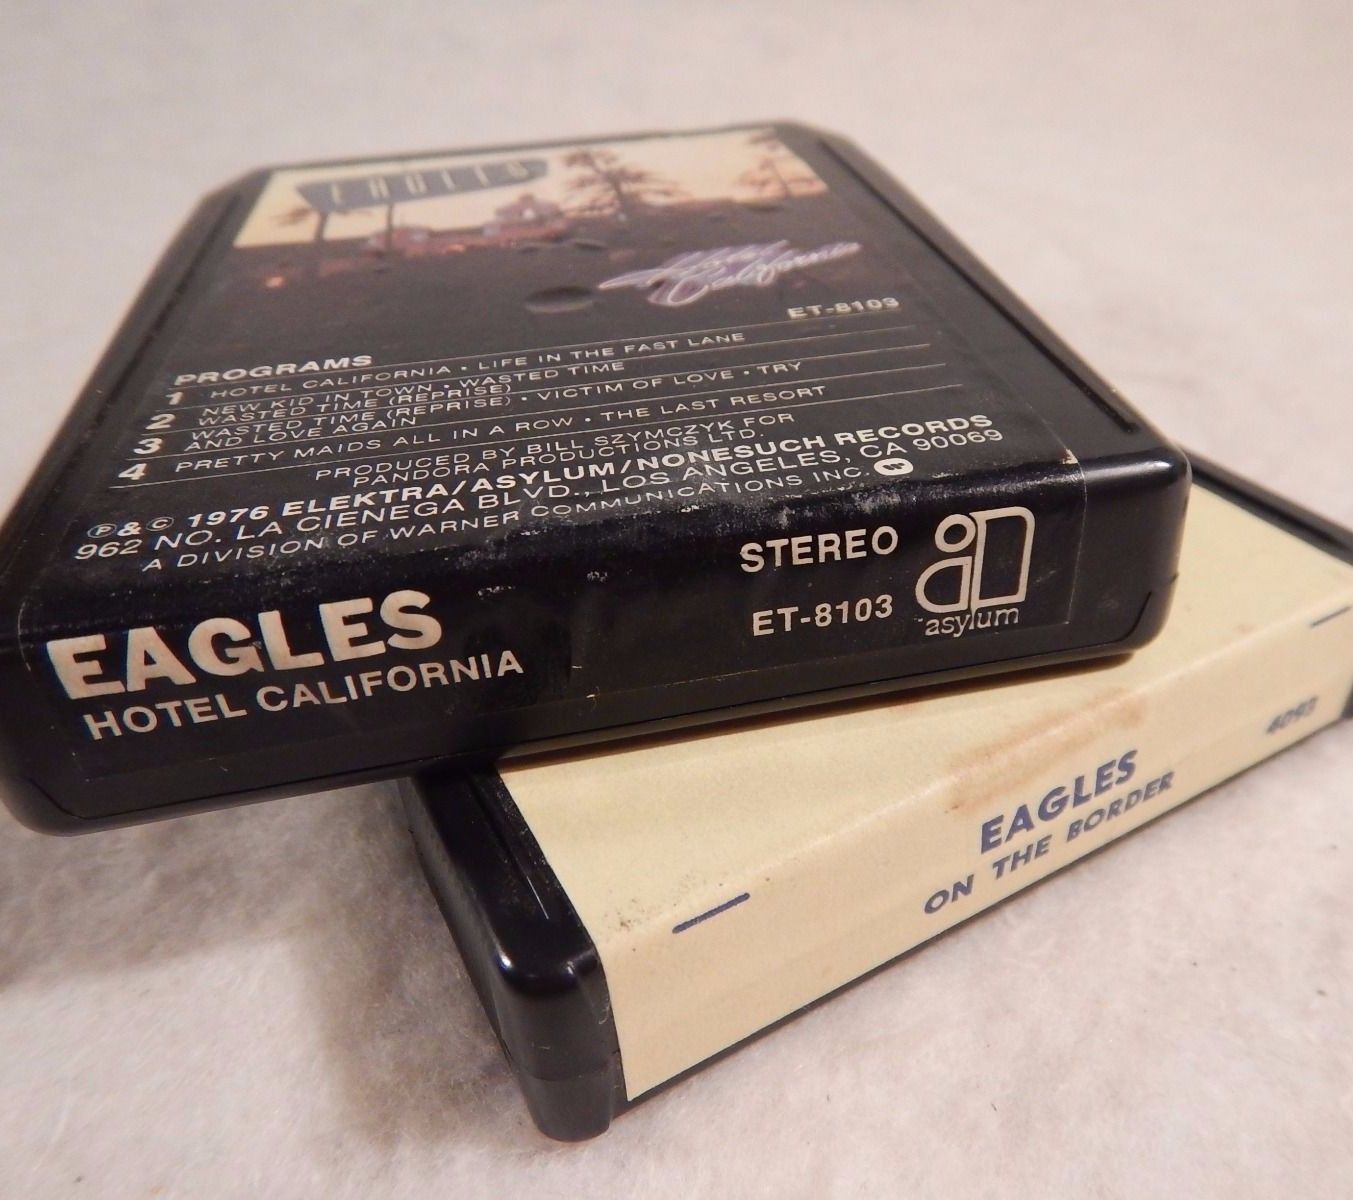 EAGLES
Hotel California
ET-8103
PROGRAMS
1 HOTEL CALIFORNIA • LIFE IN THE FAST LANE
NEW KID IN TOWN • WASTED TIME
2 WASTED TIME (REPRISE)
WASTED TIME (REPRISE) • VICTIM OF LOVE • TRY
3 AND LOVE AGAIN
4 PRETTY MAIDS ALL IN A ROW • THE LAST RESORT
PRODUCED BY BILL SZYMCZYK FOR
PANDORA PRODUCTIONS LTD.
℗&© 1976 ELEKTRA/ASYLUM/NONESUCH RECORDS
962 NO. LA CIENEGA BLVD., LOS ANGELES, CA 90069
A DIVISION OF WARNER COMMUNICATIONS INC.
EAGLES
HOTEL CALIFORNIA
STEREO
ET-8103
asylum
EAGLES
ON THE BORDER
4093